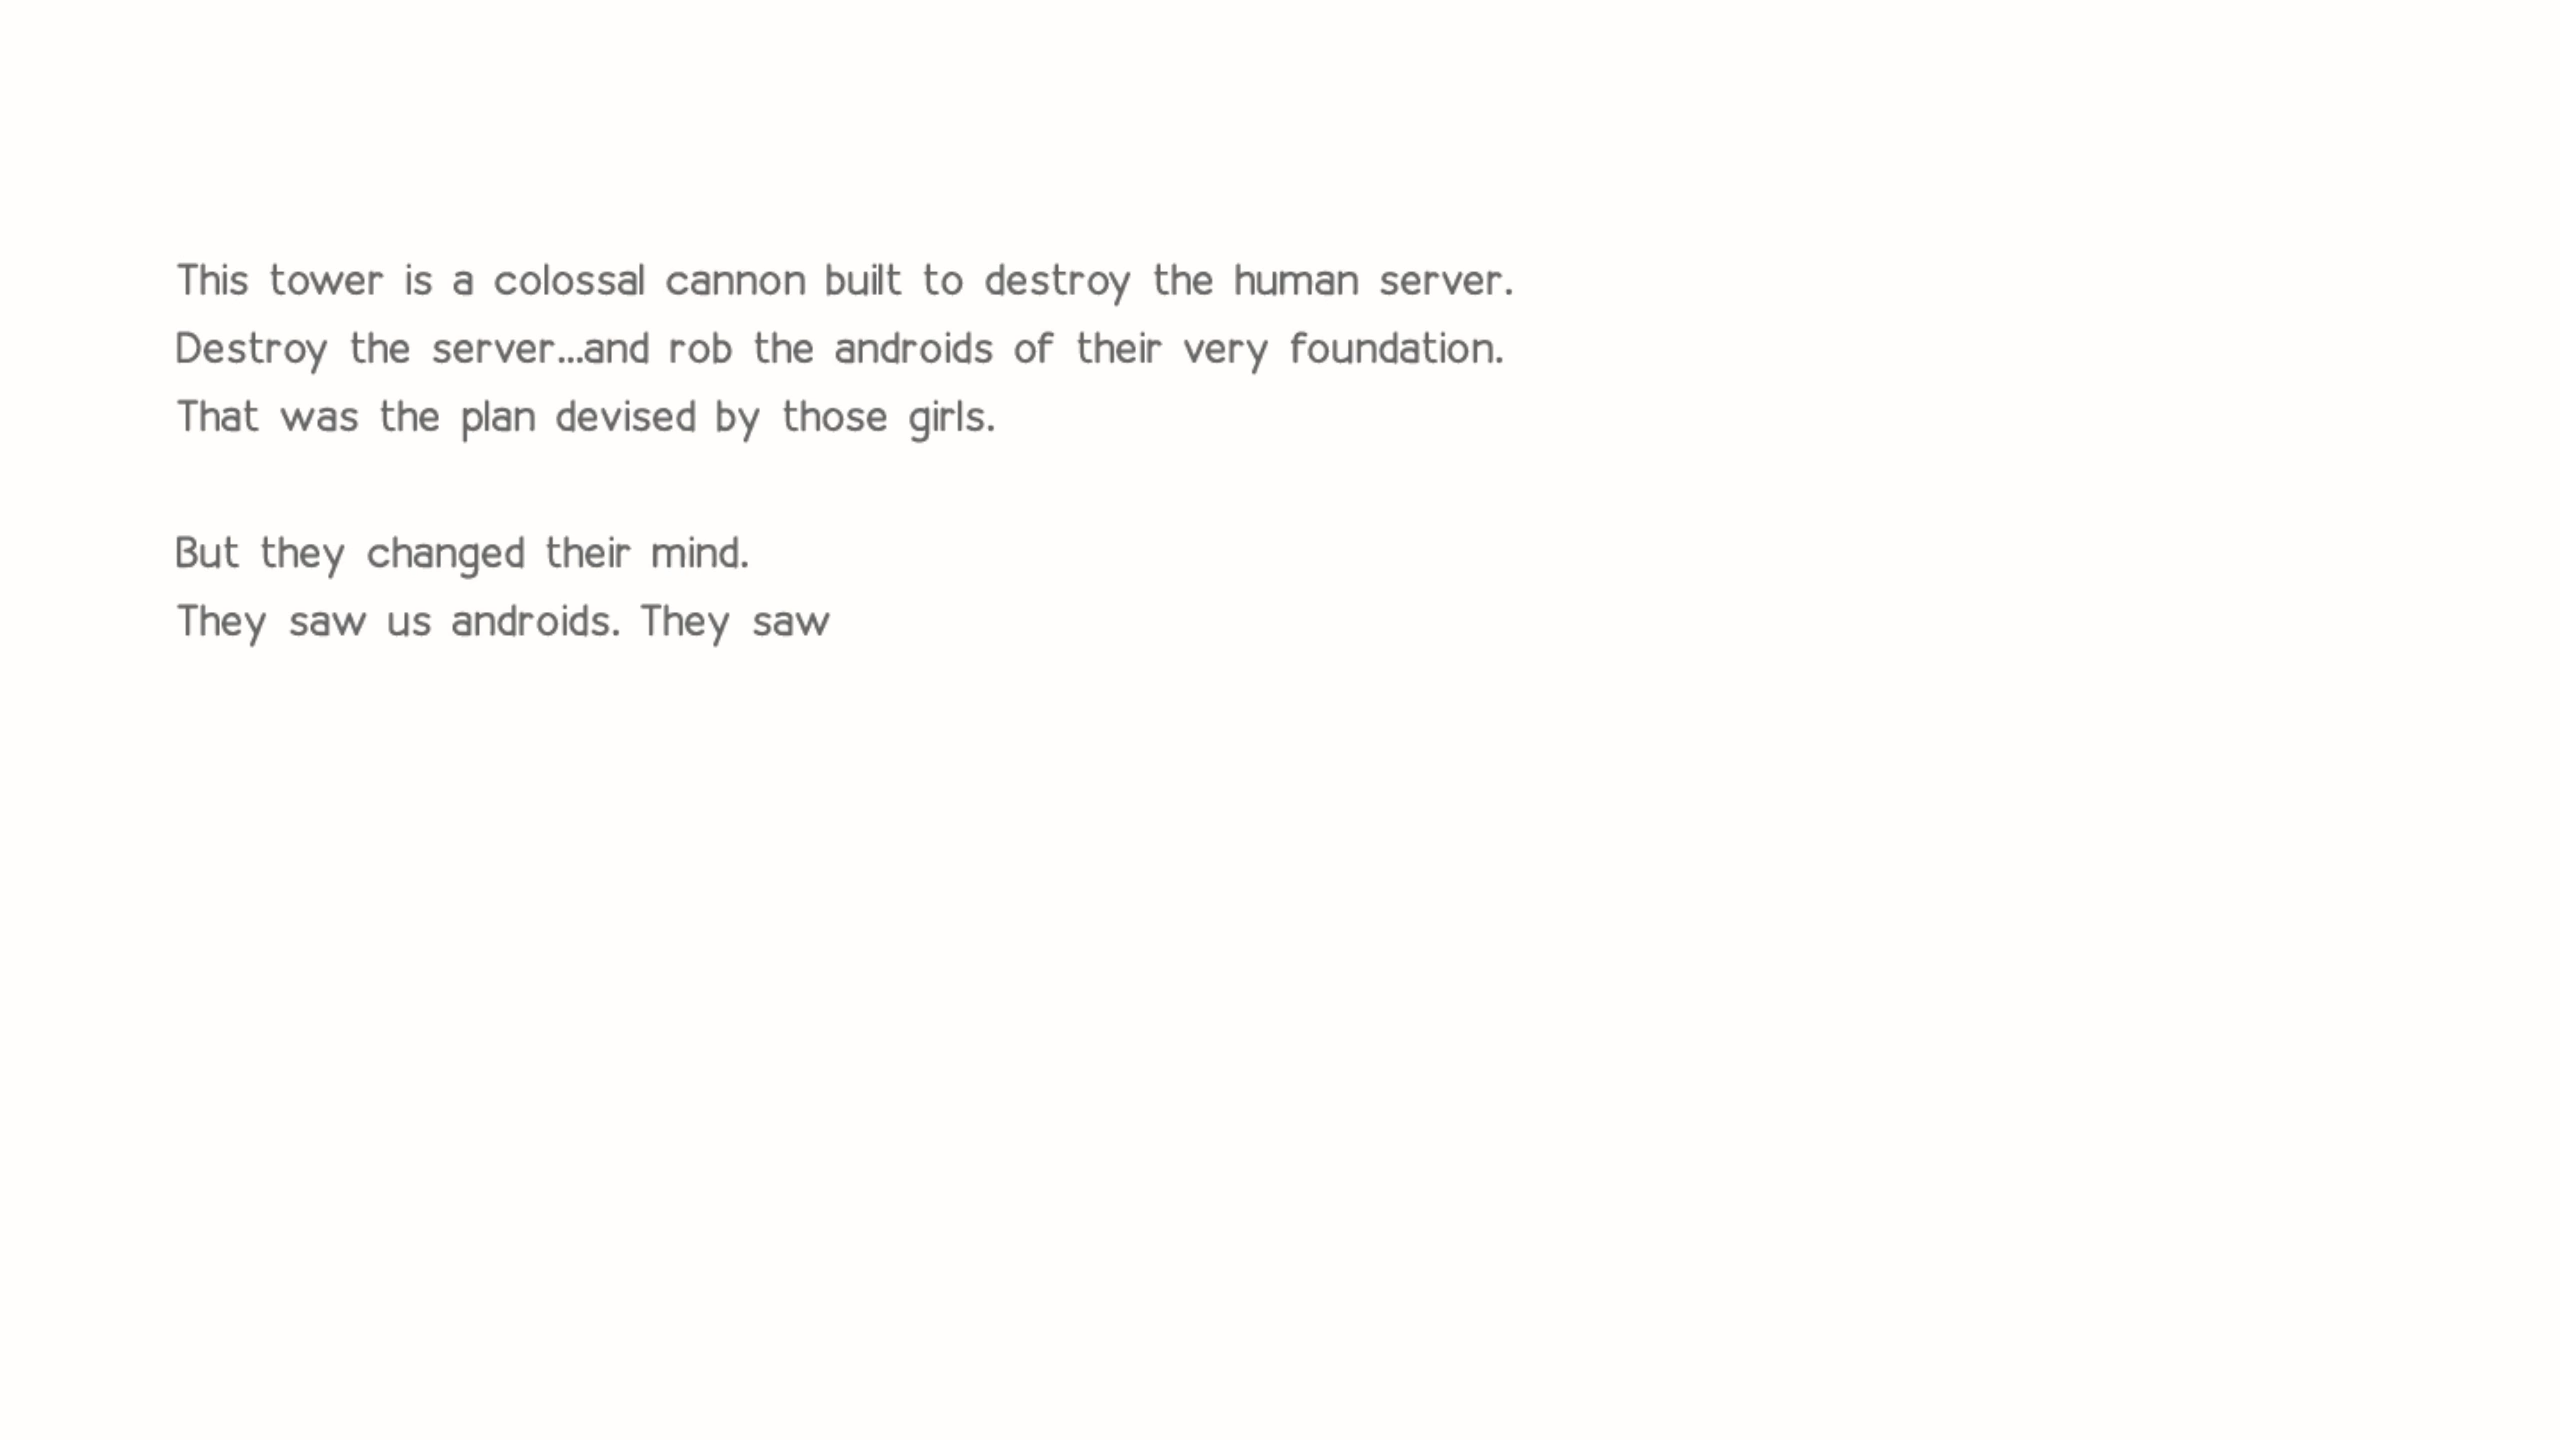 This tower is a colossal cannon built to destroy the human server.
Destroy the server...and rob the androids of their very foundation.
That was the plan devised by those girls.
But they changed their mind.
They saw us androids. They saw